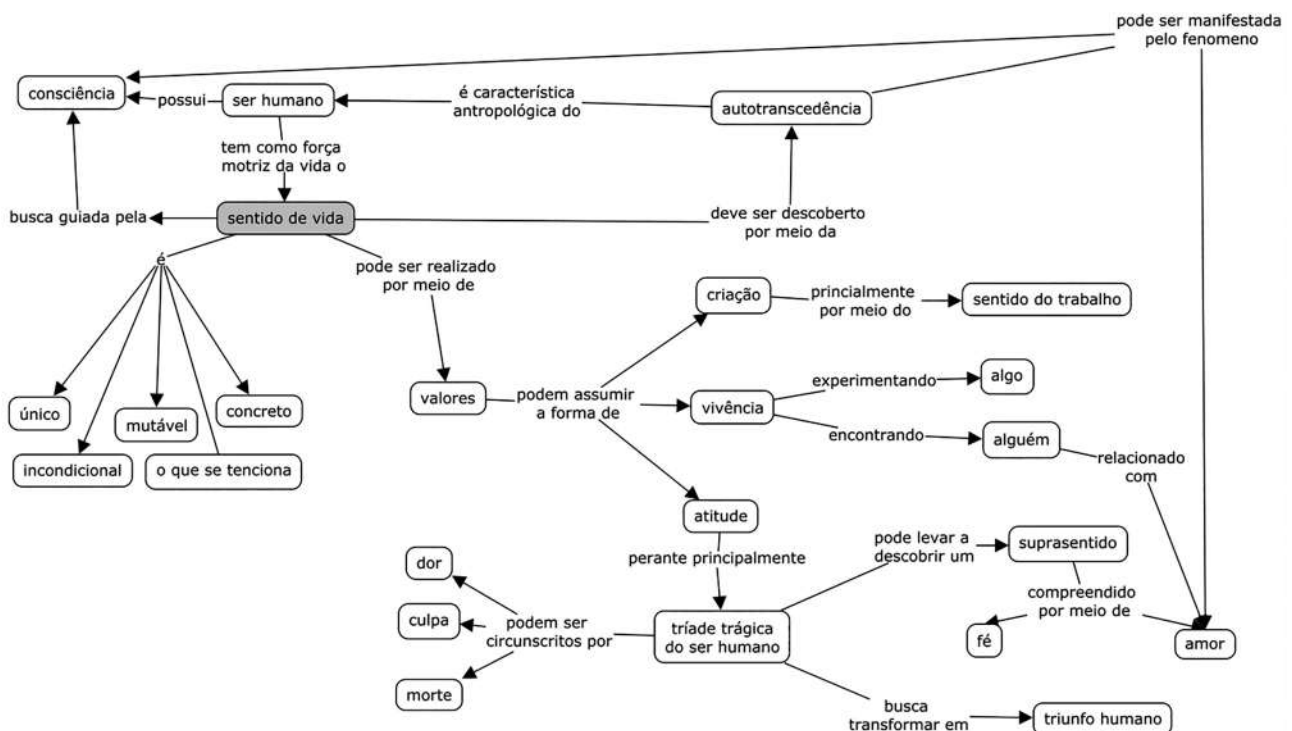 pode ser manifestada
pelo fenomeno
consciência
possui
ser humano
é característica
antropológica do
autotranscedência
tem como força
motriz da vida o
busca guiada pela
sentido de vida
deve ser descoberto
por meio da
é
pode ser realizado
por meio de
criação
princialmente
por meio do
sentido do trabalho
único
mutável
concreto
incondicional
o que se tenciona
valores
podem assumir
a forma de
vivência
experimentando
algo
encontrando
alguém
relacionado
com
atitude
perante principalmente
pode levar a
descobrir um
suprasentido
compreendido
por meio de
fé
amor
dor
culpa
morte
podem ser
circunscritos por
tríade trágica
do ser humano
busca
transformar em
triunfo humano